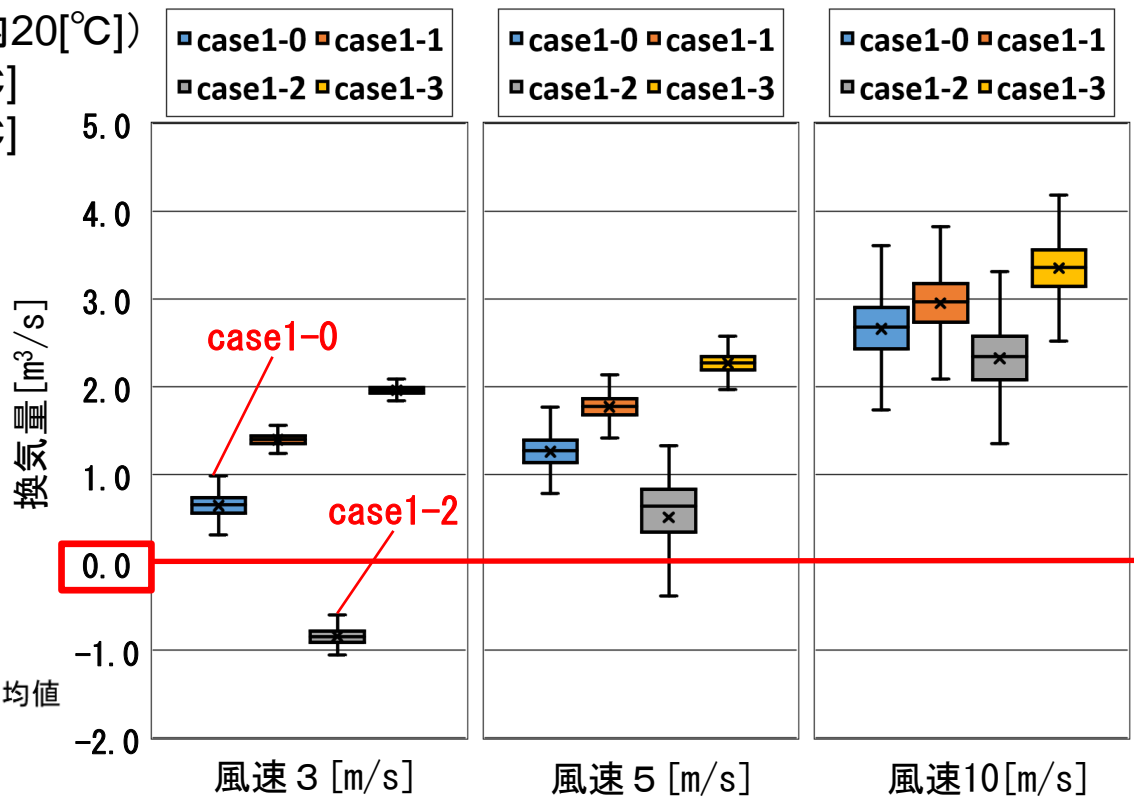 内20[℃])
℃]
℃]
case1-0 case1-1
case1-2 case1-3
case1-0 case1-1
case1-2 case1-3
case1-0 case1-1
case1-2 case1-3
換気量[m³/s]
5.0
4.0
3.0
2.0
1.0
0.0
-1.0
-2.0
case1-0
case1-2
均値
風速３[m/s]
風速５[m/s]
風速10[m/s]